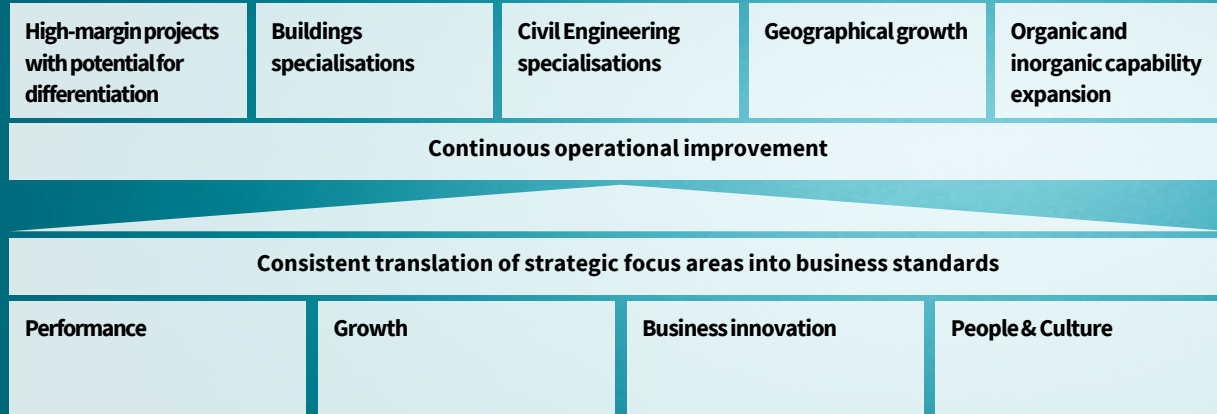 High-margin projects
with potential for
differentiation
Buildings
specialisations
Civil Engineering
specialisations
Geographical growth
Organic and
inorganic capability
expansion
Continuous operational improvement
Consistent translation of strategic focus areas into business standards
Performance
Growth
Business innovation
People & Culture